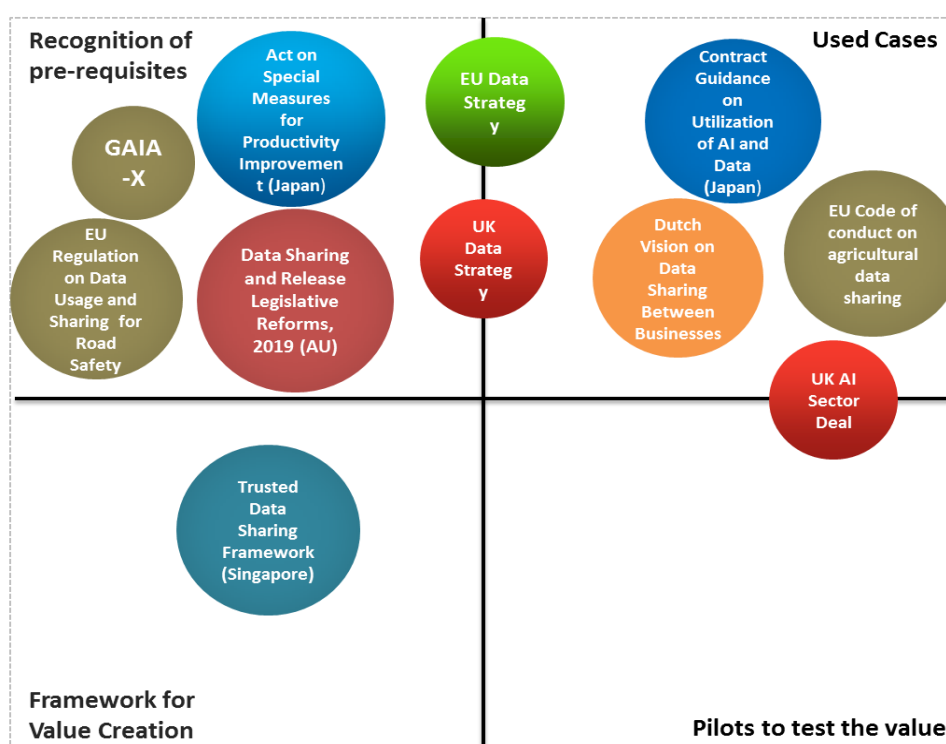 Recognition of
pre-requisites
Used Cases
Act on
Special
Measures
for
Productivity
Improvemen
t (Japan)
EU Data
Strateg
y
Contract
Guidance
on
Utilization
of AI and
Data
(Japan)
GAIA
-X
EU
Regulation
on Data
Usage and
Sharing for
Road
Safety
Data Sharing
and Release
Legislative
Reforms,
2019 (AU)
UK
Data
Strateg
y
Dutch
Vision on
Data
Sharing
Between
Businesses
EU Code of
conduct on
agricultural
data
sharing
UK AI
Sector
Deal
Trusted
Data
Sharing
Framework
(Singapore)
Framework for
Value Creation
Pilots to test the value